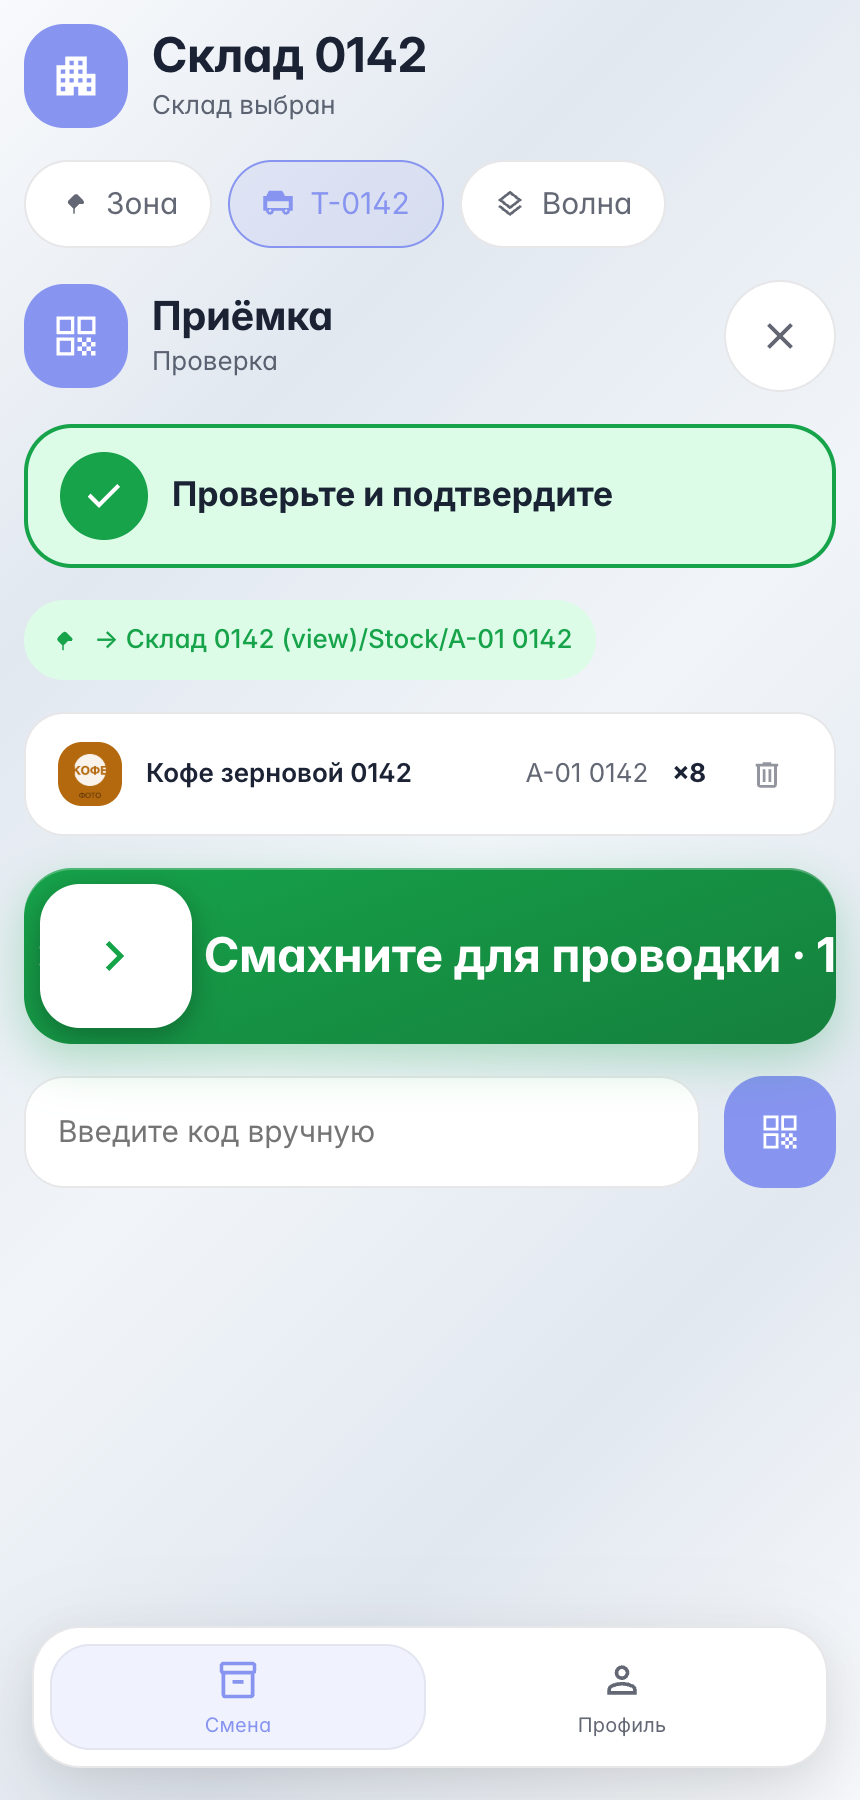 Склад 0142
Склад выбран
Зона
T-0142
Волна
Приёмка
Проверка
Проверьте и подтвердите
→ Склад 0142 (view)/Stock/A-01 0142
КОФЕ
ФОТО
Кофе зерновой 0142
A-01 0142
×8
Смахните для проводки · 1
Введите код вручную
Смена
Профиль